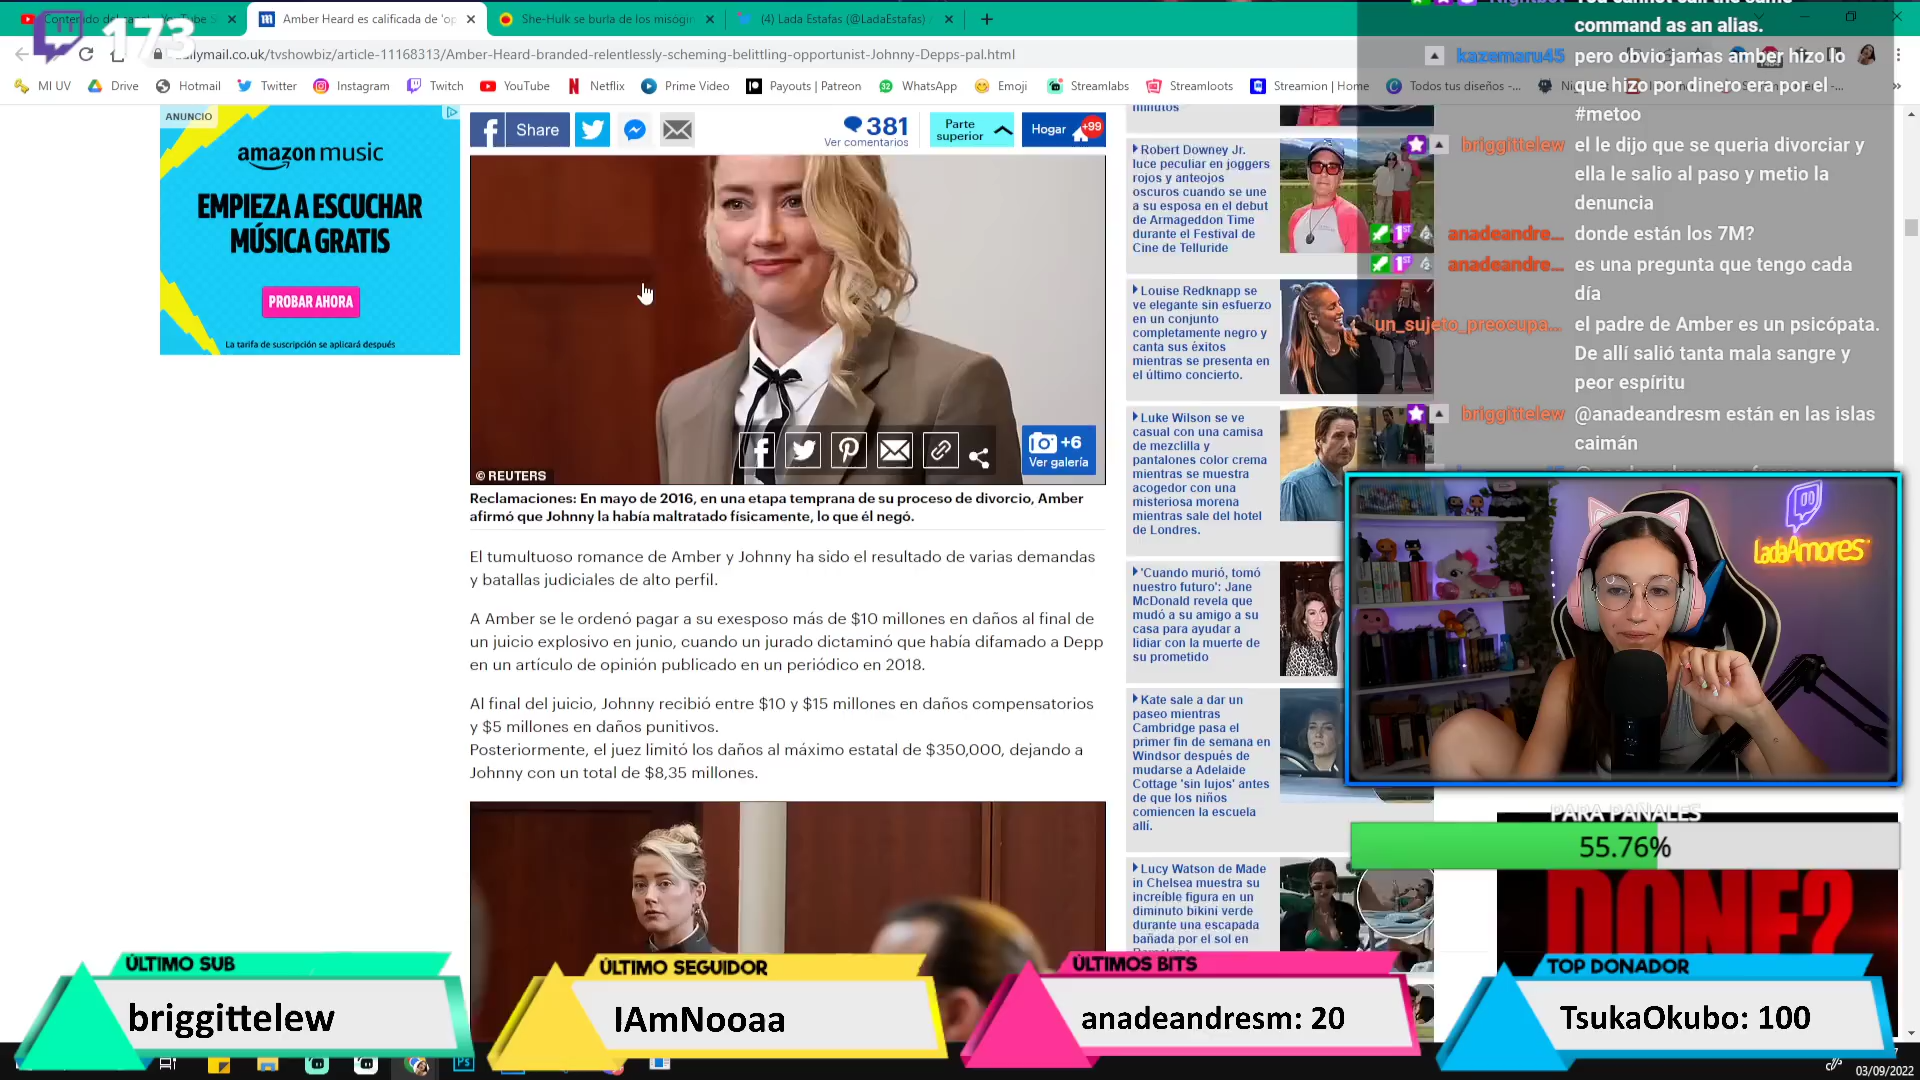 Contenido del canal - YouTube S
Amber Heard es calificada de 'op
She-Hulk se burla de los misógin
(4) Lada Estafas (@LadaEstafas) /
173
dailymail.co.uk/tvshowbiz/article-11168313/Amber-Heard-branded-relentlessly-scheming-belittling-opportunist-Johnny-Depps-pal.html
MI UV
Drive
Hotmail
Twitter
Instagram
Twitch
YouTube
Netflix
Prime Video
Payouts | Patreon
WhatsApp
Emoji
Streamlabs
Streamloots
Streamion | Home
Todos tus diseños -...
ANUNCIO
amazon music
EMPIEZA A ESCUCHAR
MÚSICA GRATIS
PROBAR AHORA
La tarifa de suscripción se aplicará después
Share
381
Ver comentarios
Parte
superior
Hogar
+99
+6
Ver galería
© REUTERS
Reclamaciones: En mayo de 2016, en una etapa temprana de su proceso de divorcio, Amber
afirmó que Johnny la había maltratado físicamente, lo que él negó.
El tumultuoso romance de Amber y Johnny ha sido el resultado de varias demandas
y batallas judiciales de alto perfil.
A Amber se le ordenó pagar a su exesposo más de $10 millones en daños al final de
un juicio explosivo en junio, cuando un jurado dictaminó que había difamado a Depp
en un artículo de opinión publicado en un periódico en 2018.
Al final del juicio, Johnny recibió entre $10 y $15 millones en daños compensatorios
y $5 millones en daños punitivos.
Posteriormente, el juez limitó los daños al máximo estatal de $350,000, dejando a
Johnny con un total de $8,35 millones.
minutos"
Robert Downey Jr.
luce peculiar en joggers
rojos y anteojos
oscuros cuando se une
a su esposa en el debut
de Armageddon Time
durante el Festival de
Cine de Telluride
Louise Redknapp se
ve elegante sin esfuerzo
en un conjunto
completamente negro y
canta sus éxitos
mientras se presenta en
el último concierto.
Luke Wilson se ve
casual con una camisa
de mezclilla y
pantalones color crema
mientras se muestra
acogedor con una
misteriosa morena
mientras sale del hotel
de Londres.
'Cuando murió, tomó
nuestro futuro': Jane
McDonald revela que
mudó a su amigo a su
casa para ayudar a
lidiar con la muerte de
su prometido
Kate sale a dar un
paseo mientras
Cambridge pasa el
primer fin de semana en
Windsor después de
mudarse a Adelaide
Cottage 'sin lujos' antes
de que los niños
comiencen la escuela
allí.
Lucy Watson de Made
in Chelsea muestra su
increíble figura en un
diminuto bikini verde
durante una escapada
bañada por el sol en
command as an alias.
kazemaru45 pero obvio jamas amber hizo lo
que hizo por dinero era por el
#metoo
briggittelew el le dijo que se queria divorciar y
ella le salio al paso y metio la
denuncia
anadeandre... donde están los 7M?
anadeandre... es una pregunta que tengo cada
día
un_sujeto_preocupa... el padre de Amber es un psicópata.
De allí salió tanta mala sangre y
peor espíritu
briggittelew @anadeandresm están en las islas
caimán
LadaAmores
PARA PAÑALES
55.76%
DONE?
ÚLTIMO SUB
briggittelew
ÚLTIMO SEGUIDOR
IAmNooaa
ÚLTIMOS BITS
anadeandresm: 20
TOP DONADOR
TsukaOkubo: 100
Ps
03/09/2022